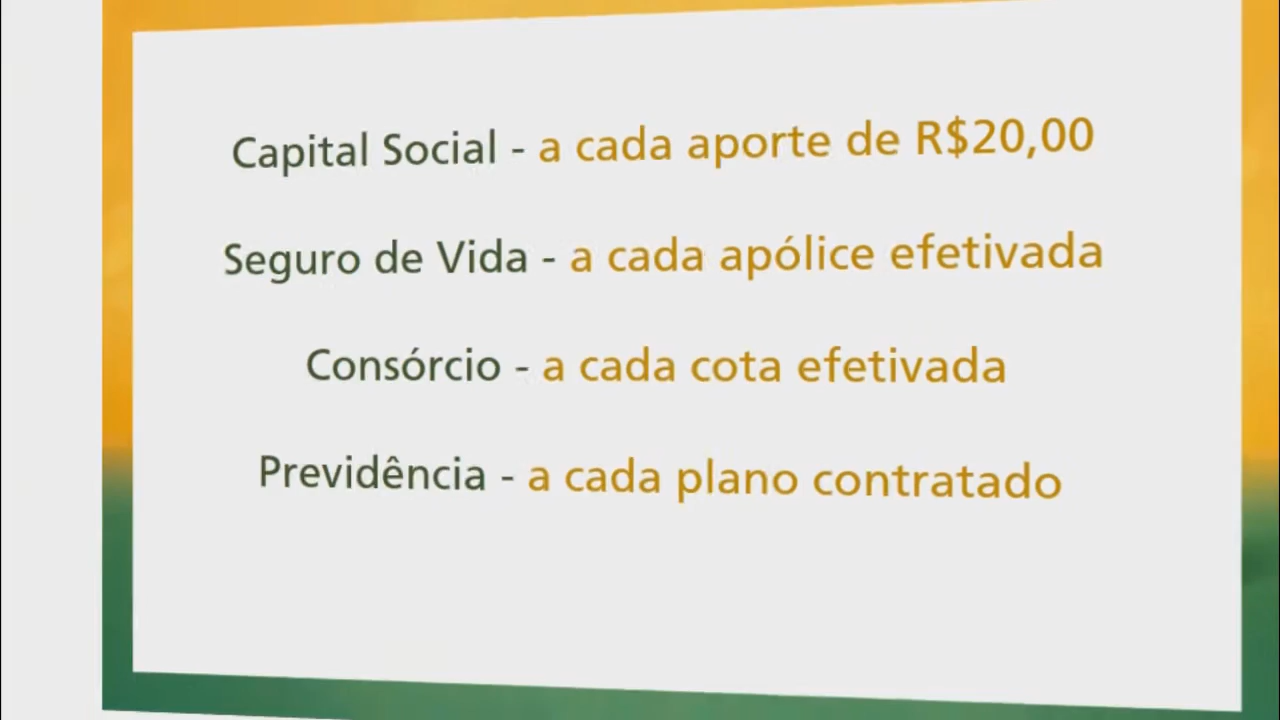 Capital Social - a cada aporte de R$20,00
Seguro de Vida - a cada apólice efetivada
Consórcio - a cada cota efetivada
Previdência - a cada plano contratado